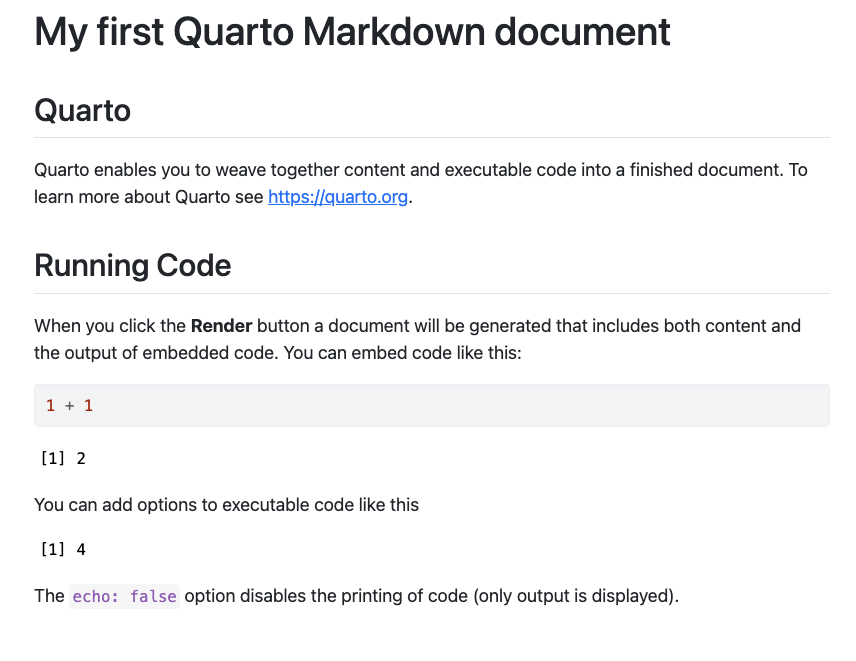 My first Quarto Markdown document
Quarto
Quarto enables you to weave together content and executable code into a finished document. To
learn more about Quarto see https://quarto.org.
Running Code
When you click the Render button a document will be generated that includes both content and
the output of embedded code. You can embed code like this:
1 + 1
[1] 2
You can add options to executable code like this
[1] 4
The echo: false option disables the printing of code (only output is displayed).